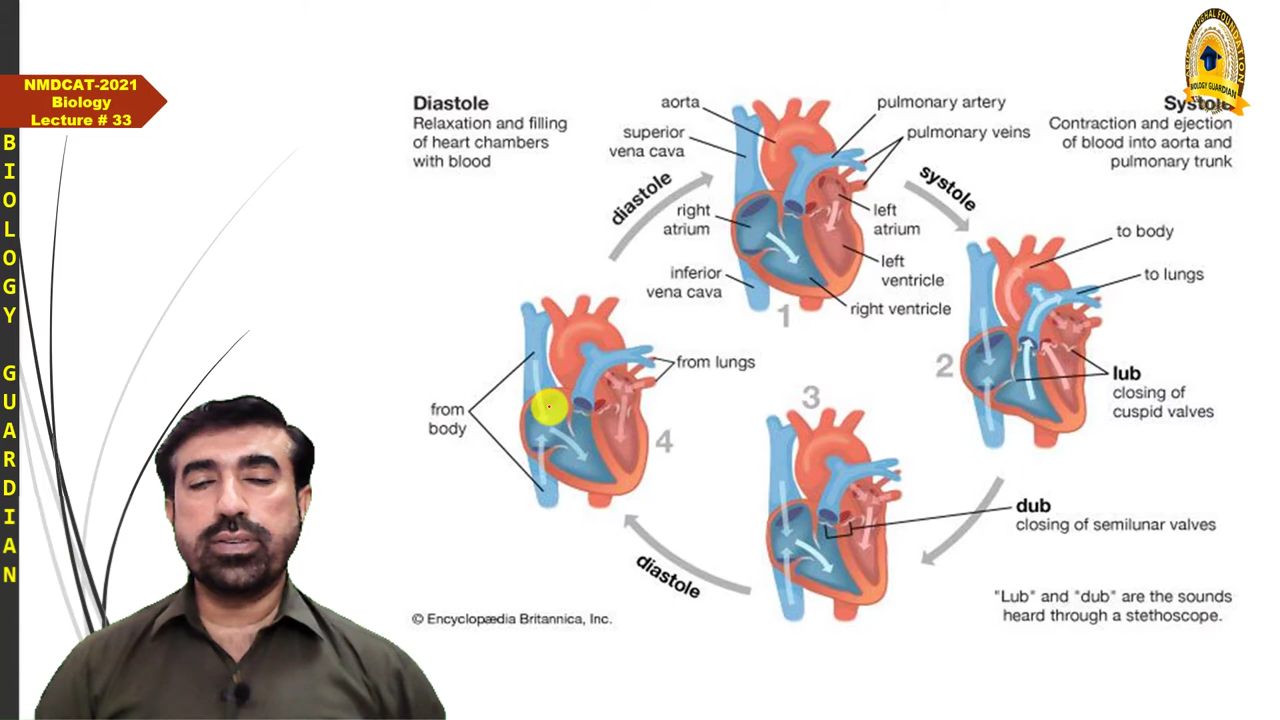 NMDCAT-2021
Biology
Lecture # 33
BIOLOGY GUARDIAN
BIOLOGY GUARDIAN
Diastole
Relaxation and filling
of heart chambers
with blood
Contraction and ejection
of blood into aorta and
pulmonary trunk
aorta
superior
vena cava
right
atrium
inferior
vena cava
pulmonary artery
pulmonary veins
left
atrium
left
ventricle
right ventricle
1
diastole
systole
to body
to lungs
2
lub
closing of
cuspid valves
3
dub
closing of semilunar valves
diastole
from lungs
from
body
4
"Lub" and "dub" are the sounds
heard through a stethoscope.
© Encyclopædia Britannica, Inc.